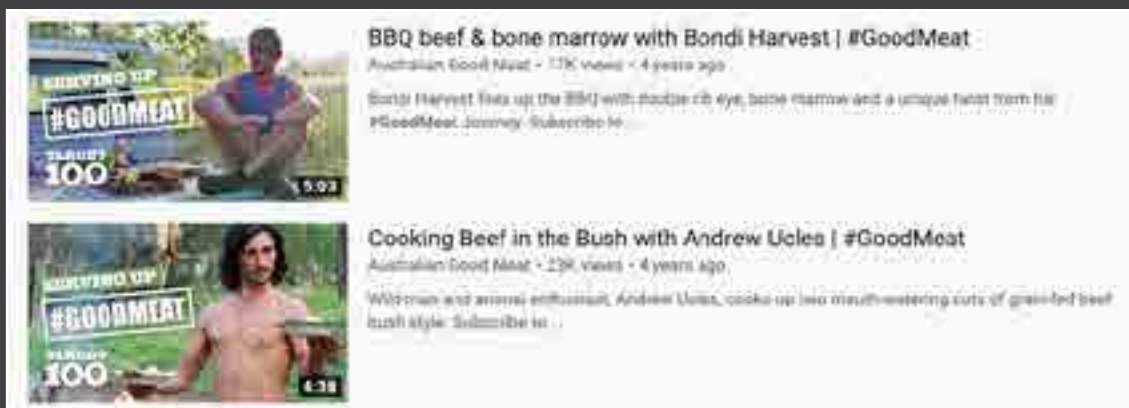 SERVING UP
#GOODMEAT
TARGET
100
5:03
BBQ beef & bone marrow with Bondi Harvest | #GoodMeat
Australian Good Meat • 17K views • 4 years ago
Bondi Harvest fires up the BBQ with double rib eye, bone marrow and a unique twist from his
#GoodMeat Journey. Subscribe to ...
SERVING UP
#GOODMEAT
TARGET
100
Cooking Beef in the Bush with Andrew Ucles | #GoodMeat
Australian Good Meat • 23K views • 4 years ago
Wildman and animal enthusiast, Andrew Ucles, cooks up two mouth-watering cuts of grain-fed beef
bush style. Subscribe to ...